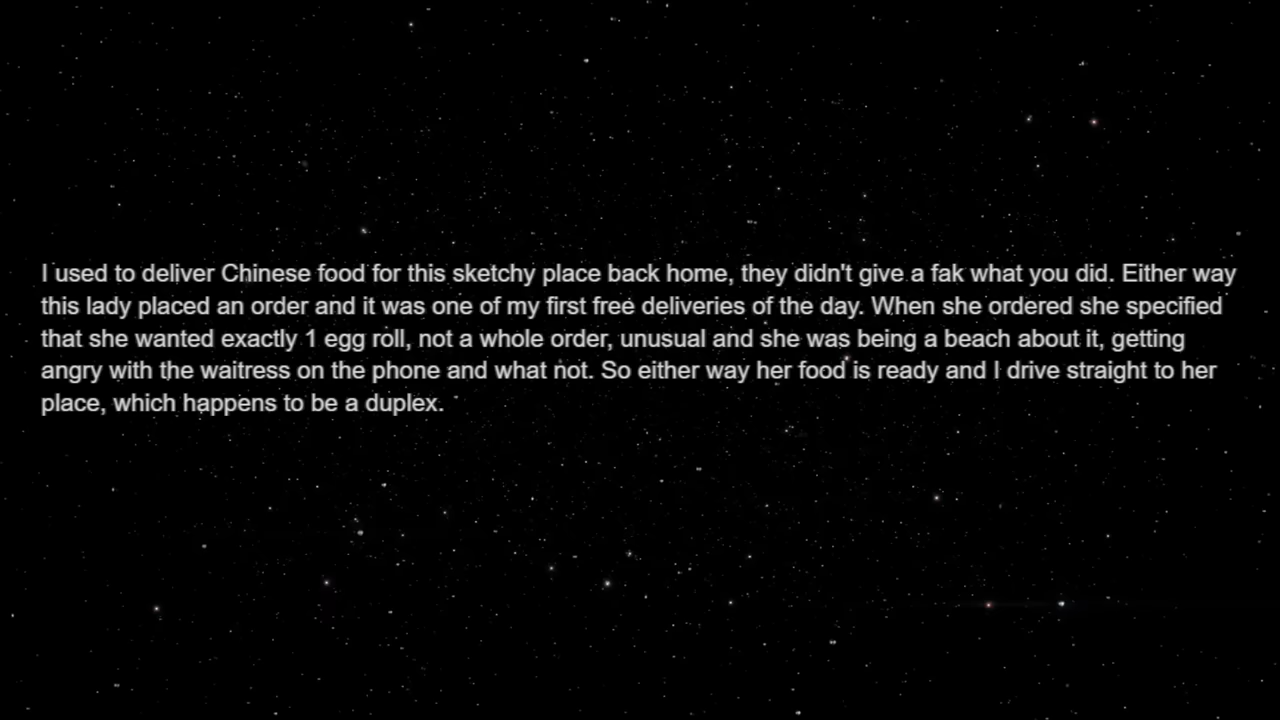 I used to deliver Chinese food for this sketchy place back home, they didn't give a fak what you did. Either way
this lady placed an order and it was one of my first free deliveries of the day. When she ordered she specified
that she wanted exactly 1 egg roll, not a whole order, unusual and she was being a beach about it, getting
angry with the waitress on the phone and what not. So either way her food is ready and I drive straight to her
place, which happens to be a duplex.